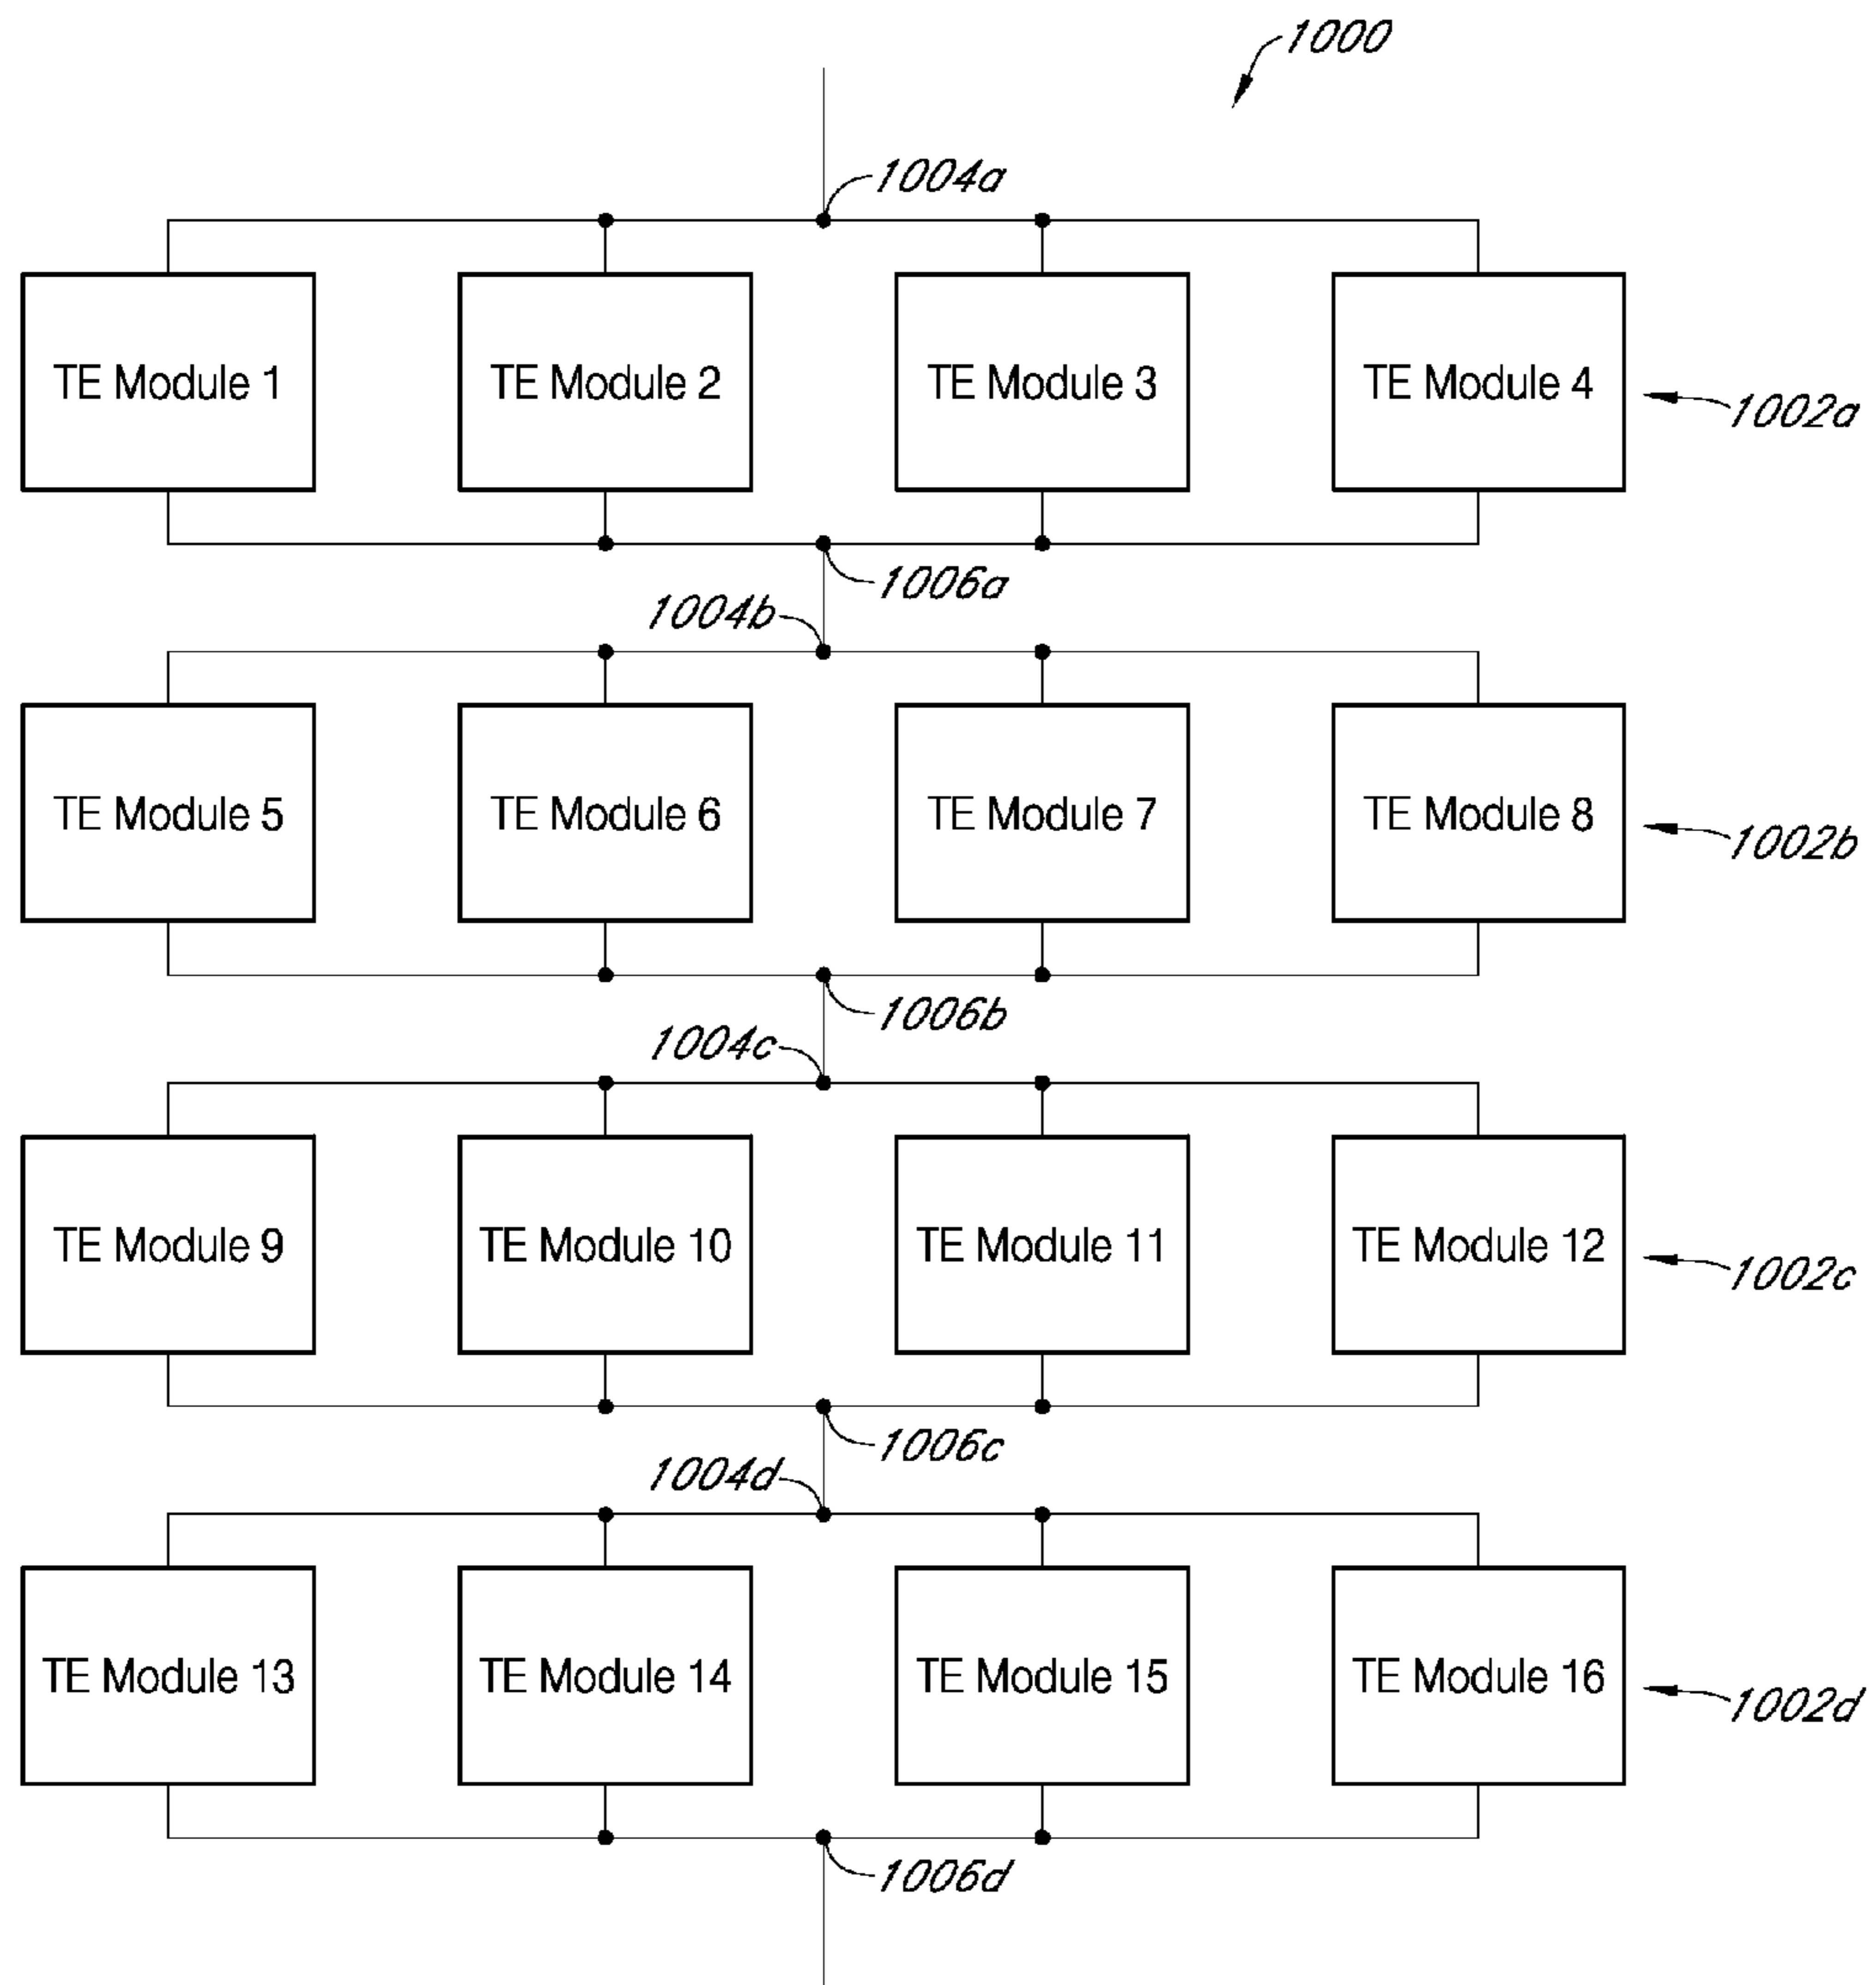 1000
1004a
TE Module 1
TE Module 2
TE Module 3
TE Module 4
1002a
1006a
1004b
TE Module 5
TE Module 6
TE Module 7
TE Module 8
1002b
1006b
1004c
TE Module 9
TE Module 10
TE Module 11
TE Module 12
1002c
1006c
1004d
TE Module 13
TE Module 14
TE Module 15
TE Module 16
1002d
1006d